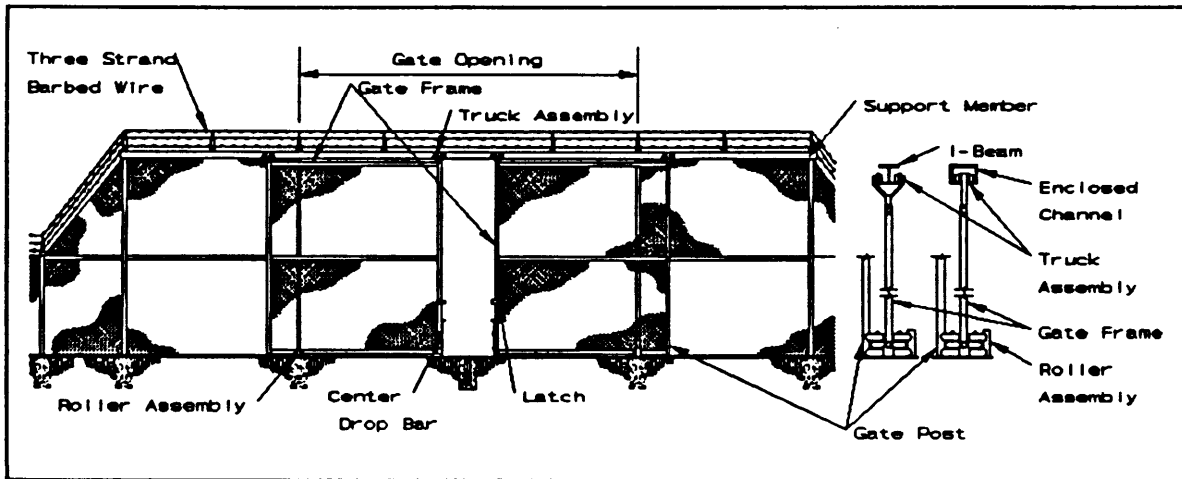 Three Strand
Barbed Wire
Gate Opening
Gate Frame
Truck Assembly
Support Member
I-Beam
Enclosed
Channel
Truck
Assembly
Gate Frame
Roller
Assembly
Roller Assembly
Center
Drop Bar
Latch
Gate Post